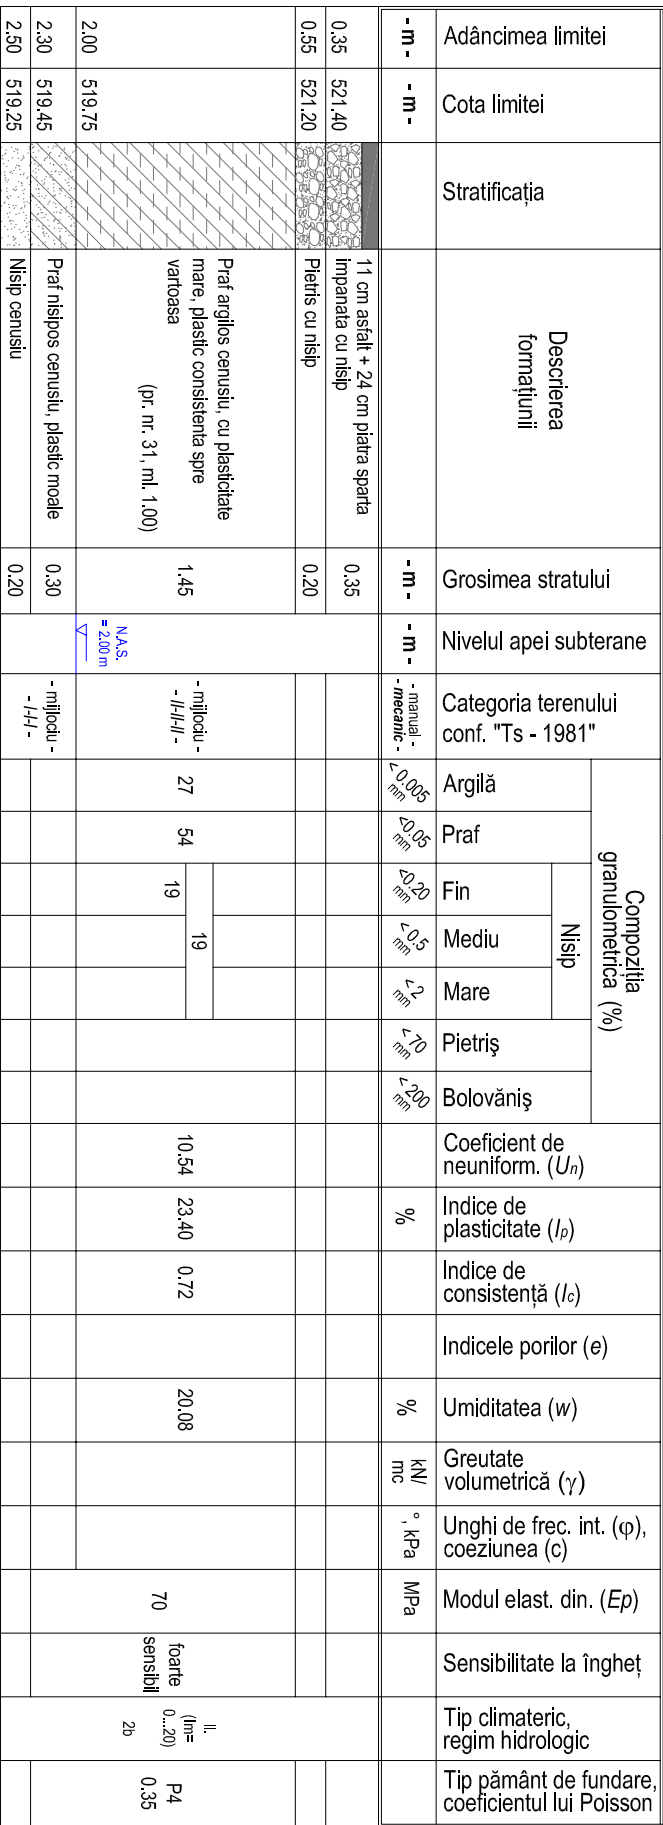 Adâncimea limitei
- m -
0.35
0.55
2.00
2.30
2.50
Cota limitei
- m -
521.40
521.20
519.75
519.45
519.25
Stratificația
Descrierea
formațiunii
11 cm asfalt + 24 cm piatra sparta
impanata cu nisip
Pietris cu nisip
Praf argilos cenusiu, cu plasticitate
mare, plastic consistenta spre
vartoasa
(pr. nr. 31, ml. 1.00)
Praf nisipos cenusiu, plastic moale
Nisip cenusiu
Grosimea stratului
- m -
0.35
0.20
1.45
0.30
0.20
Nivelul apei subterane
- m -
N.A.S.
= 2.00 m
Categoria terenului
conf. "Ts - 1981"
- manual -
- mecanic -
- mijlociu -
- //-//-// -
- mijlociu -
- /-/-/ -
Compoziția
granulometrica (%)
Argilă
< 0.005
mm
27
Praf
<0.05
mm
54
Nisip
Fin
<0.20
mm
19
Mediu
< 0.5
mm
19
Mare
< 2
mm
Pietriş
< 70
mm
Bolovăniş
< 200
mm
Coeficient de
neuniform. (Un)
10.54
Indice de
plasticitate (Ip)
%
23.40
Indice de
consistență (Ic)
0.72
Indicele porilor (e)
Umiditatea (w)
%
20.08
Greutate
volumetrică (γ)
kN/
mc
Unghi de frec. int. (φ),
coeziunea (c)
°, kPa
Modul elast. din. (Ep)
MPa
70
Sensibilitate la îngheț
foarte
sensibil
Tip climateric,
regim hidrologic
II.
(Im=
0...20)
2b
Tip pământ de fundare,
coeficientul lui Poisson
P4
0.35